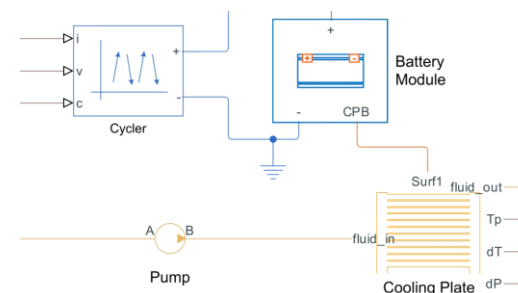 i
v
c
+
-
Cycler
+
+ -
-
CPB
Battery
Module
Surf1
fluid_out
Tp
dT
dP
A
B
fluid_in
Pump
Cooling Plate